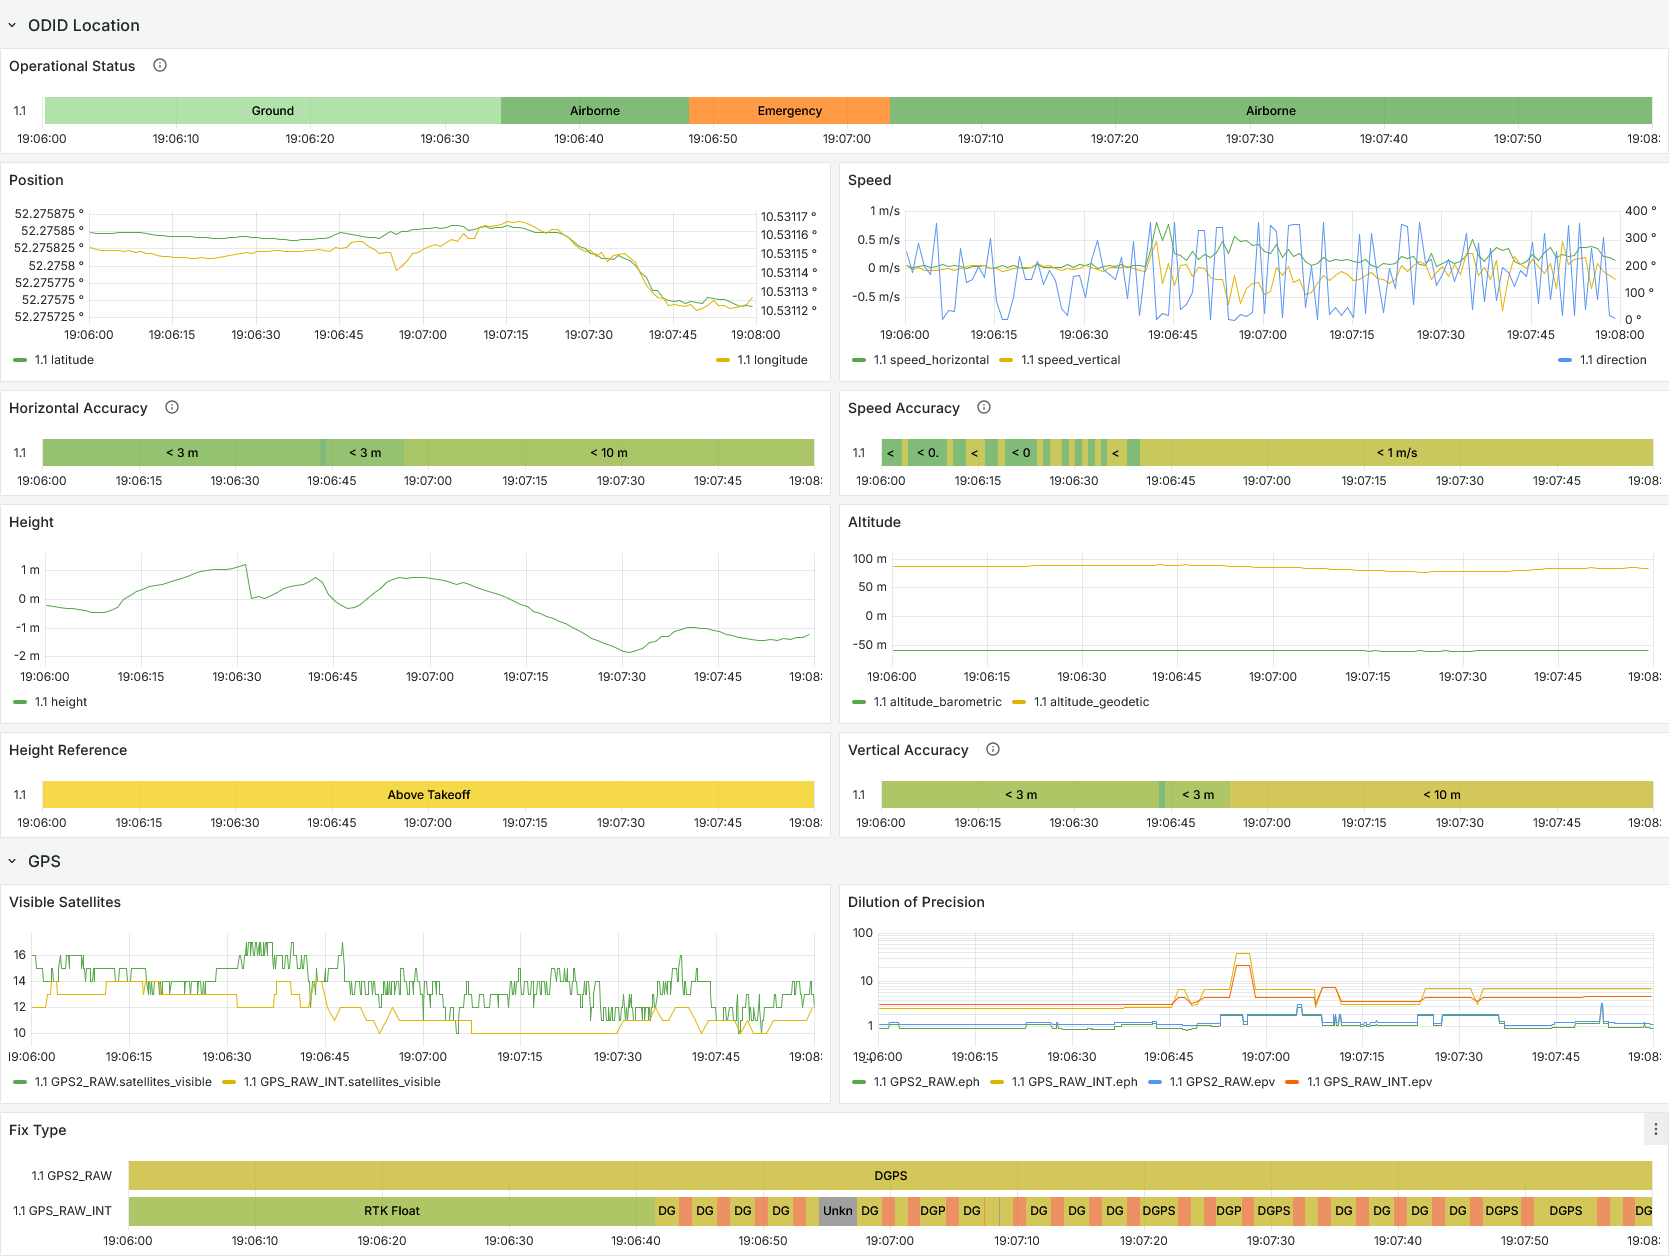 ODID Location
Operational Status
1.1 Ground Airborne Emergency Airborne
19:06:00 19:06:10 19:06:20 19:06:30 19:06:40 19:06:50 19:07:00 19:07:10 19:07:20 19:07:30 19:07:40 19:07:50 19:08:
Position
52.275875 °
52.27585 °
52.275825 °
52.2758 °
52.275775 °
52.27575 °
52.275725 °
10.53117 °
10.53116 °
10.53115 °
10.53114 °
10.53113 °
10.53112 °
19:06:00 19:06:15 19:06:30 19:06:45 19:07:00 19:07:15 19:07:30 19:07:45 19:08:00
1.1 latitude 1.1 longitude
Speed
1 m/s
0.5 m/s
0 m/s
-0.5 m/s
400 °
300 °
200 °
100 °
0 °
19:06:00 19:06:15 19:06:30 19:06:45 19:07:00 19:07:15 19:07:30 19:07:45 19:08:00
1.1 speed_horizontal 1.1 speed_vertical 1.1 direction
Horizontal Accuracy
1.1 < 3 m < 3 m < 10 m
19:06:00 19:06:15 19:06:30 19:06:45 19:07:00 19:07:15 19:07:30 19:07:45 19:08:
Speed Accuracy
1.1 < < 0. < < 0 < < 1 m/s
19:06:00 19:06:15 19:06:30 19:06:45 19:07:00 19:07:15 19:07:30 19:07:45 19:08:
Height
1 m
0 m
-1 m
-2 m
19:06:00 19:06:15 19:06:30 19:06:45 19:07:00 19:07:15 19:07:30 19:07:45 19:08:
1.1 height
Altitude
100 m
50 m
0 m
-50 m
19:06:00 19:06:15 19:06:30 19:06:45 19:07:00 19:07:15 19:07:30 19:07:45 19:08:
1.1 altitude_barometric 1.1 altitude_geodetic
Height Reference
1.1 Above Takeoff
19:06:00 19:06:15 19:06:30 19:06:45 19:07:00 19:07:15 19:07:30 19:07:45 19:08:
Vertical Accuracy
1.1 < 3 m < 3 m < 10 m
19:06:00 19:06:15 19:06:30 19:06:45 19:07:00 19:07:15 19:07:30 19:07:45 19:08:
GPS
Visible Satellites
16
14
12
10
19:06:00 19:06:15 19:06:30 19:06:45 19:07:00 19:07:15 19:07:30 19:07:45 19:08:
1.1 GPS2_RAW.satellites_visible 1.1 GPS_RAW_INT.satellites_visible
Dilution of Precision
100
10
1
19:06:00 19:06:15 19:06:30 19:06:45 19:07:00 19:07:15 19:07:30 19:07:45 19:08:
1.1 GPS2_RAW.eph 1.1 GPS_RAW_INT.eph 1.1 GPS2_RAW.epv 1.1 GPS_RAW_INT.epv
Fix Type
1.1 GPS2_RAW DGPS
1.1 GPS_RAW_INT RTK Float DG DG DG DG Unkn DG DGP DG DG DG DG DGPS DGP DGPS DG DG DG DG DGPS DGPS DG
19:06:00 19:06:10 19:06:20 19:06:30 19:06:40 19:06:50 19:07:00 19:07:10 19:07:20 19:07:30 19:07:40 19:07:50 19:08: